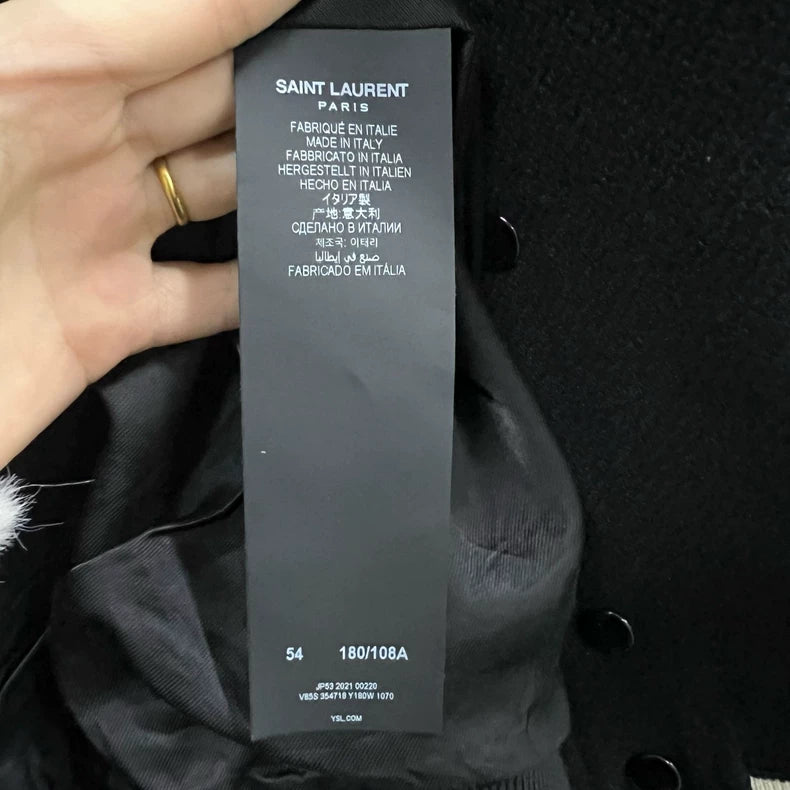 SAINT LAURENT
PARIS
FABRIQUÉ EN ITALIE
MADE IN ITALY
FABBRICATO IN ITALIA
HERGESTELLT IN ITALIEN
HECHO EN ITALIA
イタリア製
产地:意大利
СДЕЛАНО В ИТАЛИИ
제조국: 이태리
صنع في إيطاليا
FABRICADO EM ITÁLIA
54 180/108A
JP53 2021 00220
V85S 354718 Y180W 1070
YSL.COM